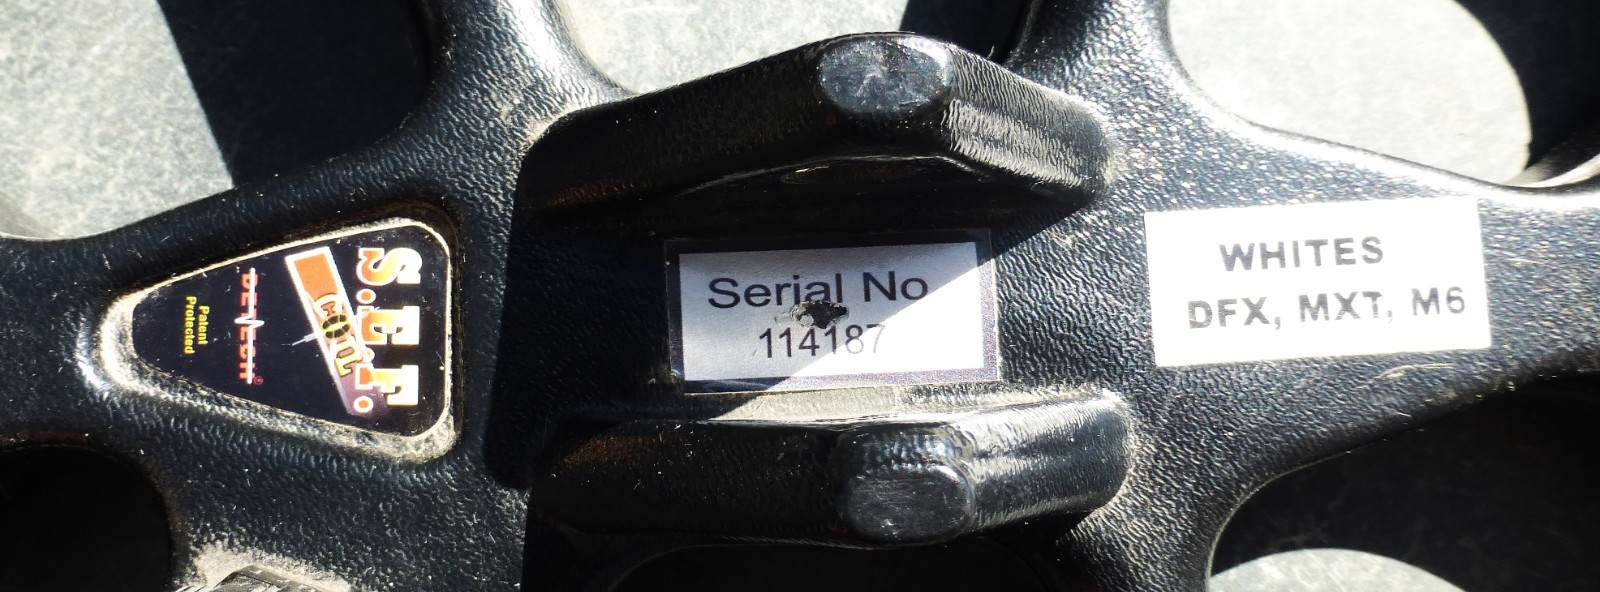 S.E.F.
COIL
DETECH®
Patent
Protected
Serial No
114187
WHITES
DFX, MXT, M6